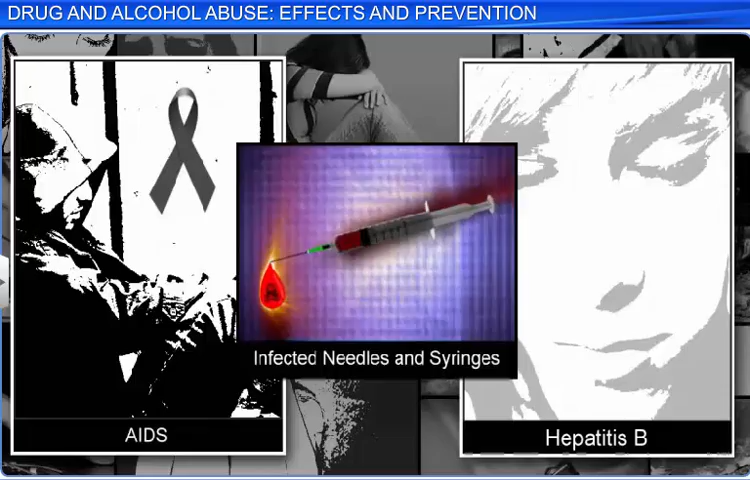 DRUG AND ALCOHOL ABUSE: EFFECTS AND PREVENTION
Infected Needles and Syringes
AIDS
Hepatitis B